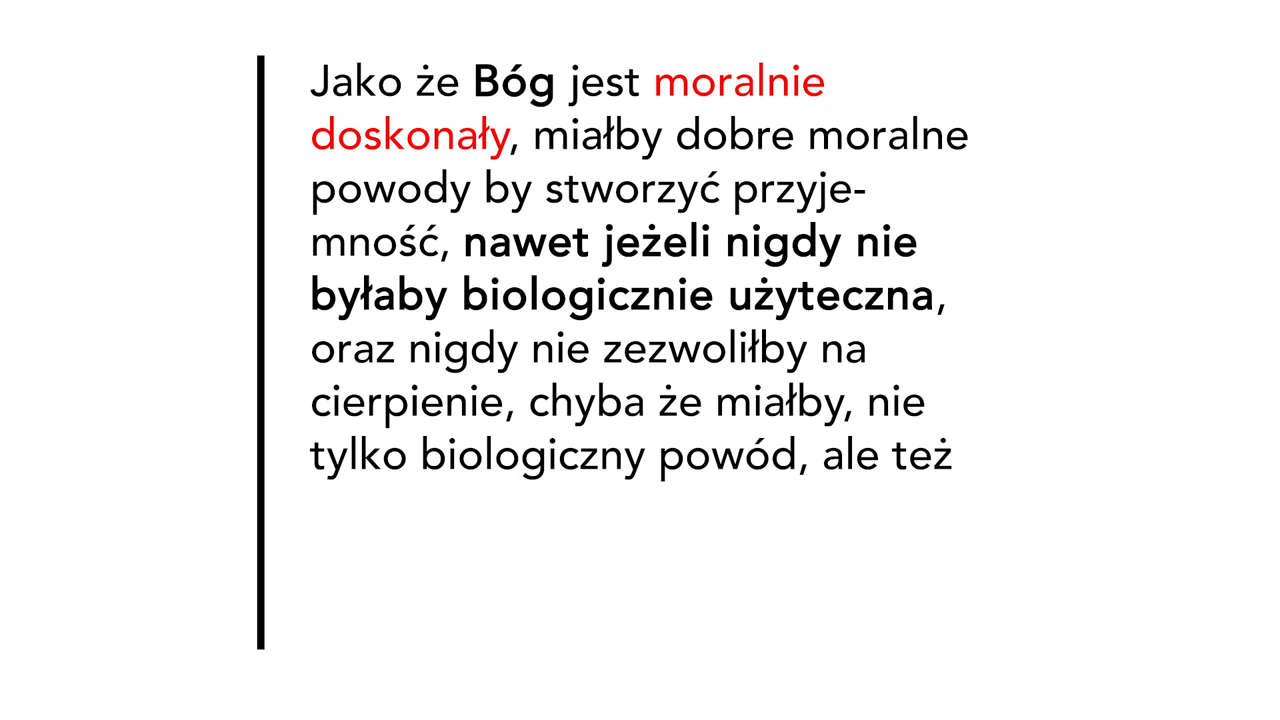 Jako że Bóg jest moralnie
doskonały, miałby dobre moralne
powody by stworzyć przyje-
mność, nawet jeżeli nigdy nie
byłaby biologicznie użyteczna,
oraz nigdy nie zezwoliłby na
cierpienie, chyba że miałby, nie
tylko biologiczny powód, ale też